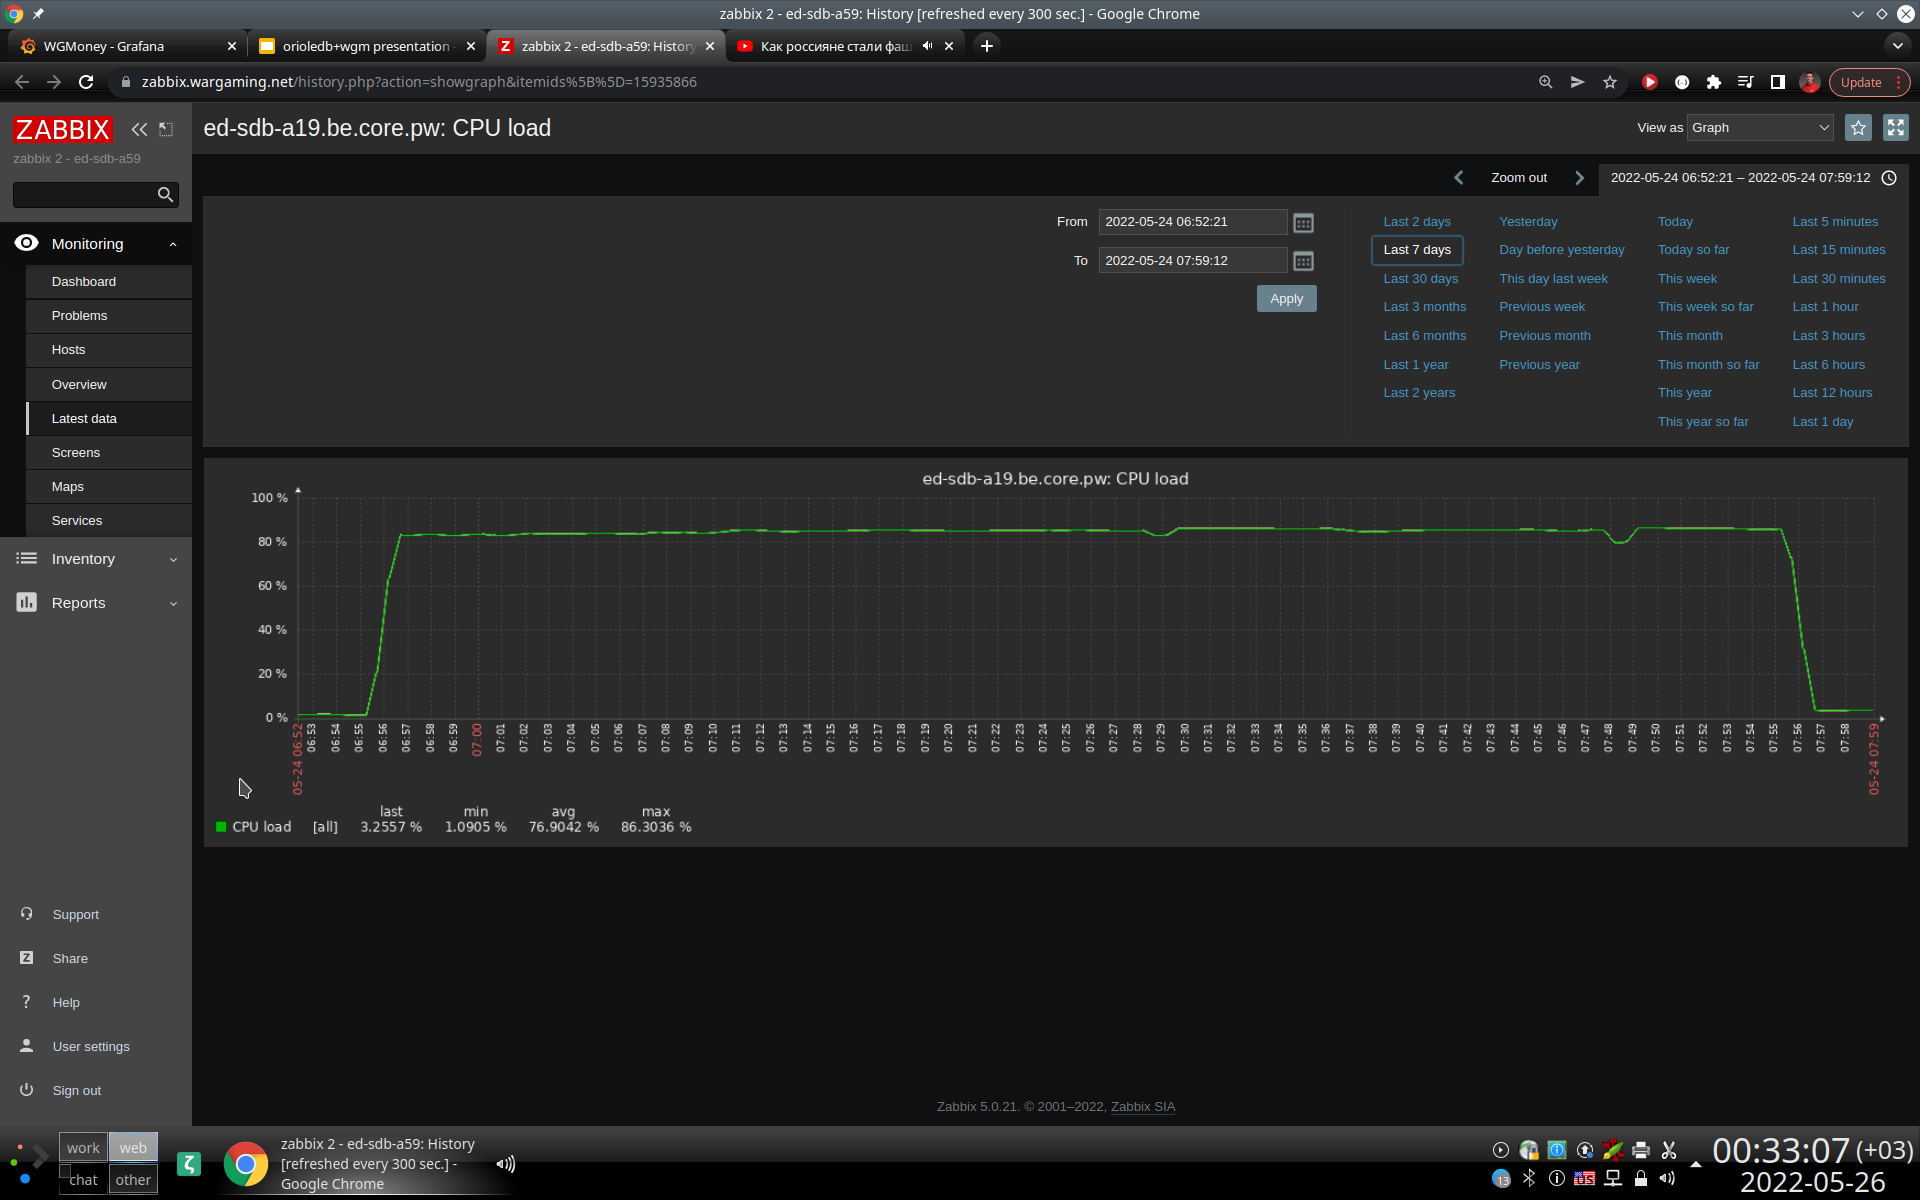 zabbix 2 - ed-sdb-a59: History [refreshed every 300 sec.] - Google Chrome
WGMoney - Grafana
orioledb+wgm presentation -
zabbix 2 - ed-sdb-a59: History
Как россияне стали фаш
zabbix.wargaming.net/history.php?action=showgraph&itemids%5B%5D=15935866
Update
ZABBIX
zabbix 2 - ed-sdb-a59
Monitoring
Dashboard
Problems
Hosts
Overview
Latest data
Screens
Maps
Services
Inventory
Reports
Support
Share
Help
User settings
Sign out
ed-sdb-a19.be.core.pw: CPU load
View as Graph
Zoom out
2022-05-24 06:52:21 – 2022-05-24 07:59:12
From 2022-05-24 06:52:21
To 2022-05-24 07:59:12
Apply
Last 2 days Yesterday Today Last 5 minutes
Last 7 days Day before yesterday Today so far Last 15 minutes
Last 30 days This day last week This week Last 30 minutes
Last 3 months Previous week This week so far Last 1 hour
Last 6 months Previous month This month Last 3 hours
Last 1 year Previous year This month so far Last 6 hours
Last 2 years This year Last 12 hours
This year so far Last 1 day
ed-sdb-a19.be.core.pw: CPU load
100 %
80 %
60 %
40 %
20 %
0 %
05-24 06:52 06:53 06:54 06:55 06:56 06:57 06:58 06:59 07:00 07:01 07:02 07:03 07:04 07:05 07:06 07:07 07:08 07:09 07:10 07:11 07:12 07:13 07:14 07:15 07:16 07:17 07:18 07:19 07:20 07:21 07:22 07:23 07:24 07:25 07:26 07:27 07:28 07:29 07:30 07:31 07:32 07:33 07:34 07:35 07:36 07:37 07:38 07:39 07:40 07:41 07:42 07:43 07:44 07:45 07:46 07:47 07:48 07:49 07:50 07:51 07:52 07:53 07:54 07:55 07:56 07:57 07:58 05-24 07:59
last min avg max
CPU load [all] 3.2557 % 1.0905 % 76.9042 % 86.3036 %
Zabbix 5.0.21. © 2001–2022, Zabbix SIA
work web
chat other
zabbix 2 - ed-sdb-a59: History
[refreshed every 300 sec.] -
Google Chrome
13
us
00:33:07 (+03)
2022-05-26